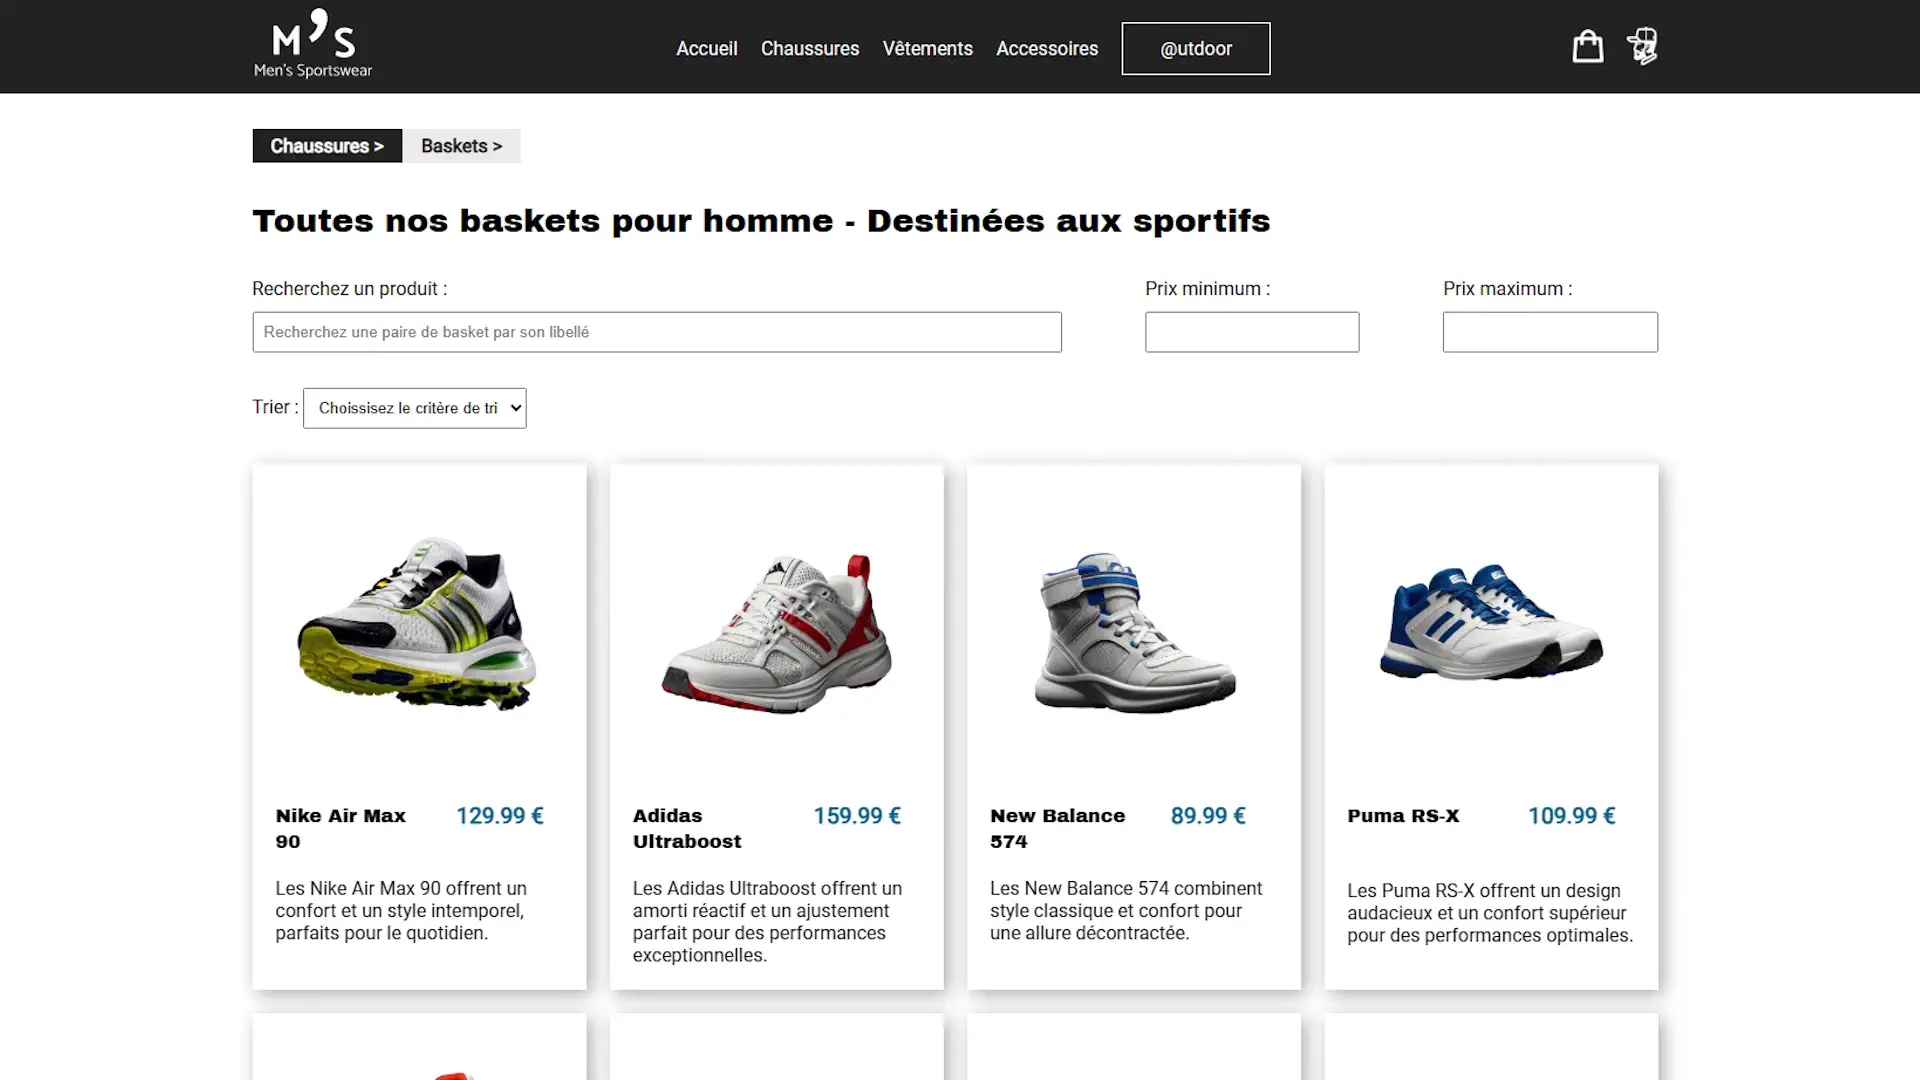 M's
Men's Sportswear
Accueil Chaussures Vêtements Accessoires @utdoor
Chaussures > Baskets >
Toutes nos baskets pour homme - Destinées aux sportifs
Recherchez un produit : Prix minimum : Prix maximum :
Recherchez une paire de basket par son libellé
Trier : Choissisez le critère de tri
Nike Air Max 90 129.99 €
Les Nike Air Max 90 offrent un
confort et un style intemporel,
parfaits pour le quotidien.
Adidas Ultraboost 159.99 €
Les Adidas Ultraboost offrent un
amorti réactif et un ajustement
parfait pour des performances
exceptionnelles.
New Balance 574 89.99 €
Les New Balance 574 combinent
style classique et confort pour
une allure décontractée.
Puma RS-X 109.99 €
Les Puma RS-X offrent un design
audacieux et un confort supérieur
pour des performances optimales.